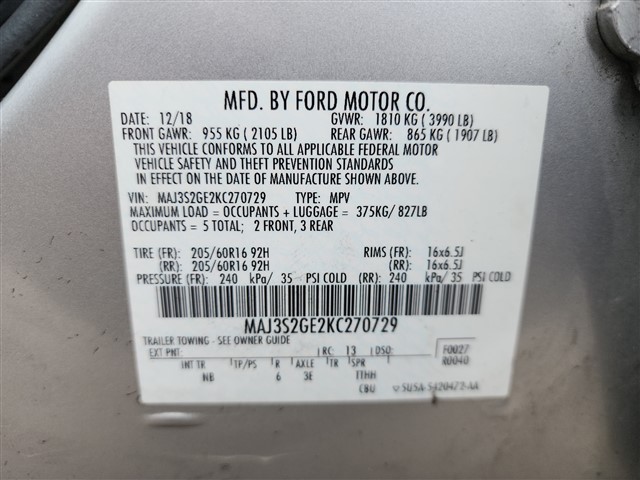 MFD. BY FORD MOTOR CO.
DATE: 12/18 GVWR: 1810 KG ( 3990 LB)
FRONT GAWR: 955 KG ( 2105 LB) REAR GAWR: 865 KG ( 1907 LB)
THIS VEHICLE CONFORMS TO ALL APPLICABLE FEDERAL MOTOR
VEHICLE SAFETY AND THEFT PREVENTION STANDARDS
IN EFFECT ON THE DATE OF MANUFACTURE SHOWN ABOVE.
VIN: MAJ3S2GE2KC270729 TYPE: MPV
MAXIMUM LOAD = OCCUPANTS + LUGGAGE = 375KG/ 827LB
OCCUPANTS = 5 TOTAL; 2 FRONT, 3 REAR
TIRE (FR): 205/60R16 92H RIMS (FR): 16x6.5J
(RR): 205/60R16 92H (RR): 16x6.5J
PRESSURE (FR): 240 kPa/ 35 PSI COLD (RR): 240 kPa/ 35 PSI COLD
MAJ3S2GE2KC270729
TRAILER TOWING - SEE OWNER GUIDE
EXT PNT: RC: 13 DSO: F0027
R0040
INT TR TP/PS R AXLE TR SPR
NB 6 3E TTHH
CBU